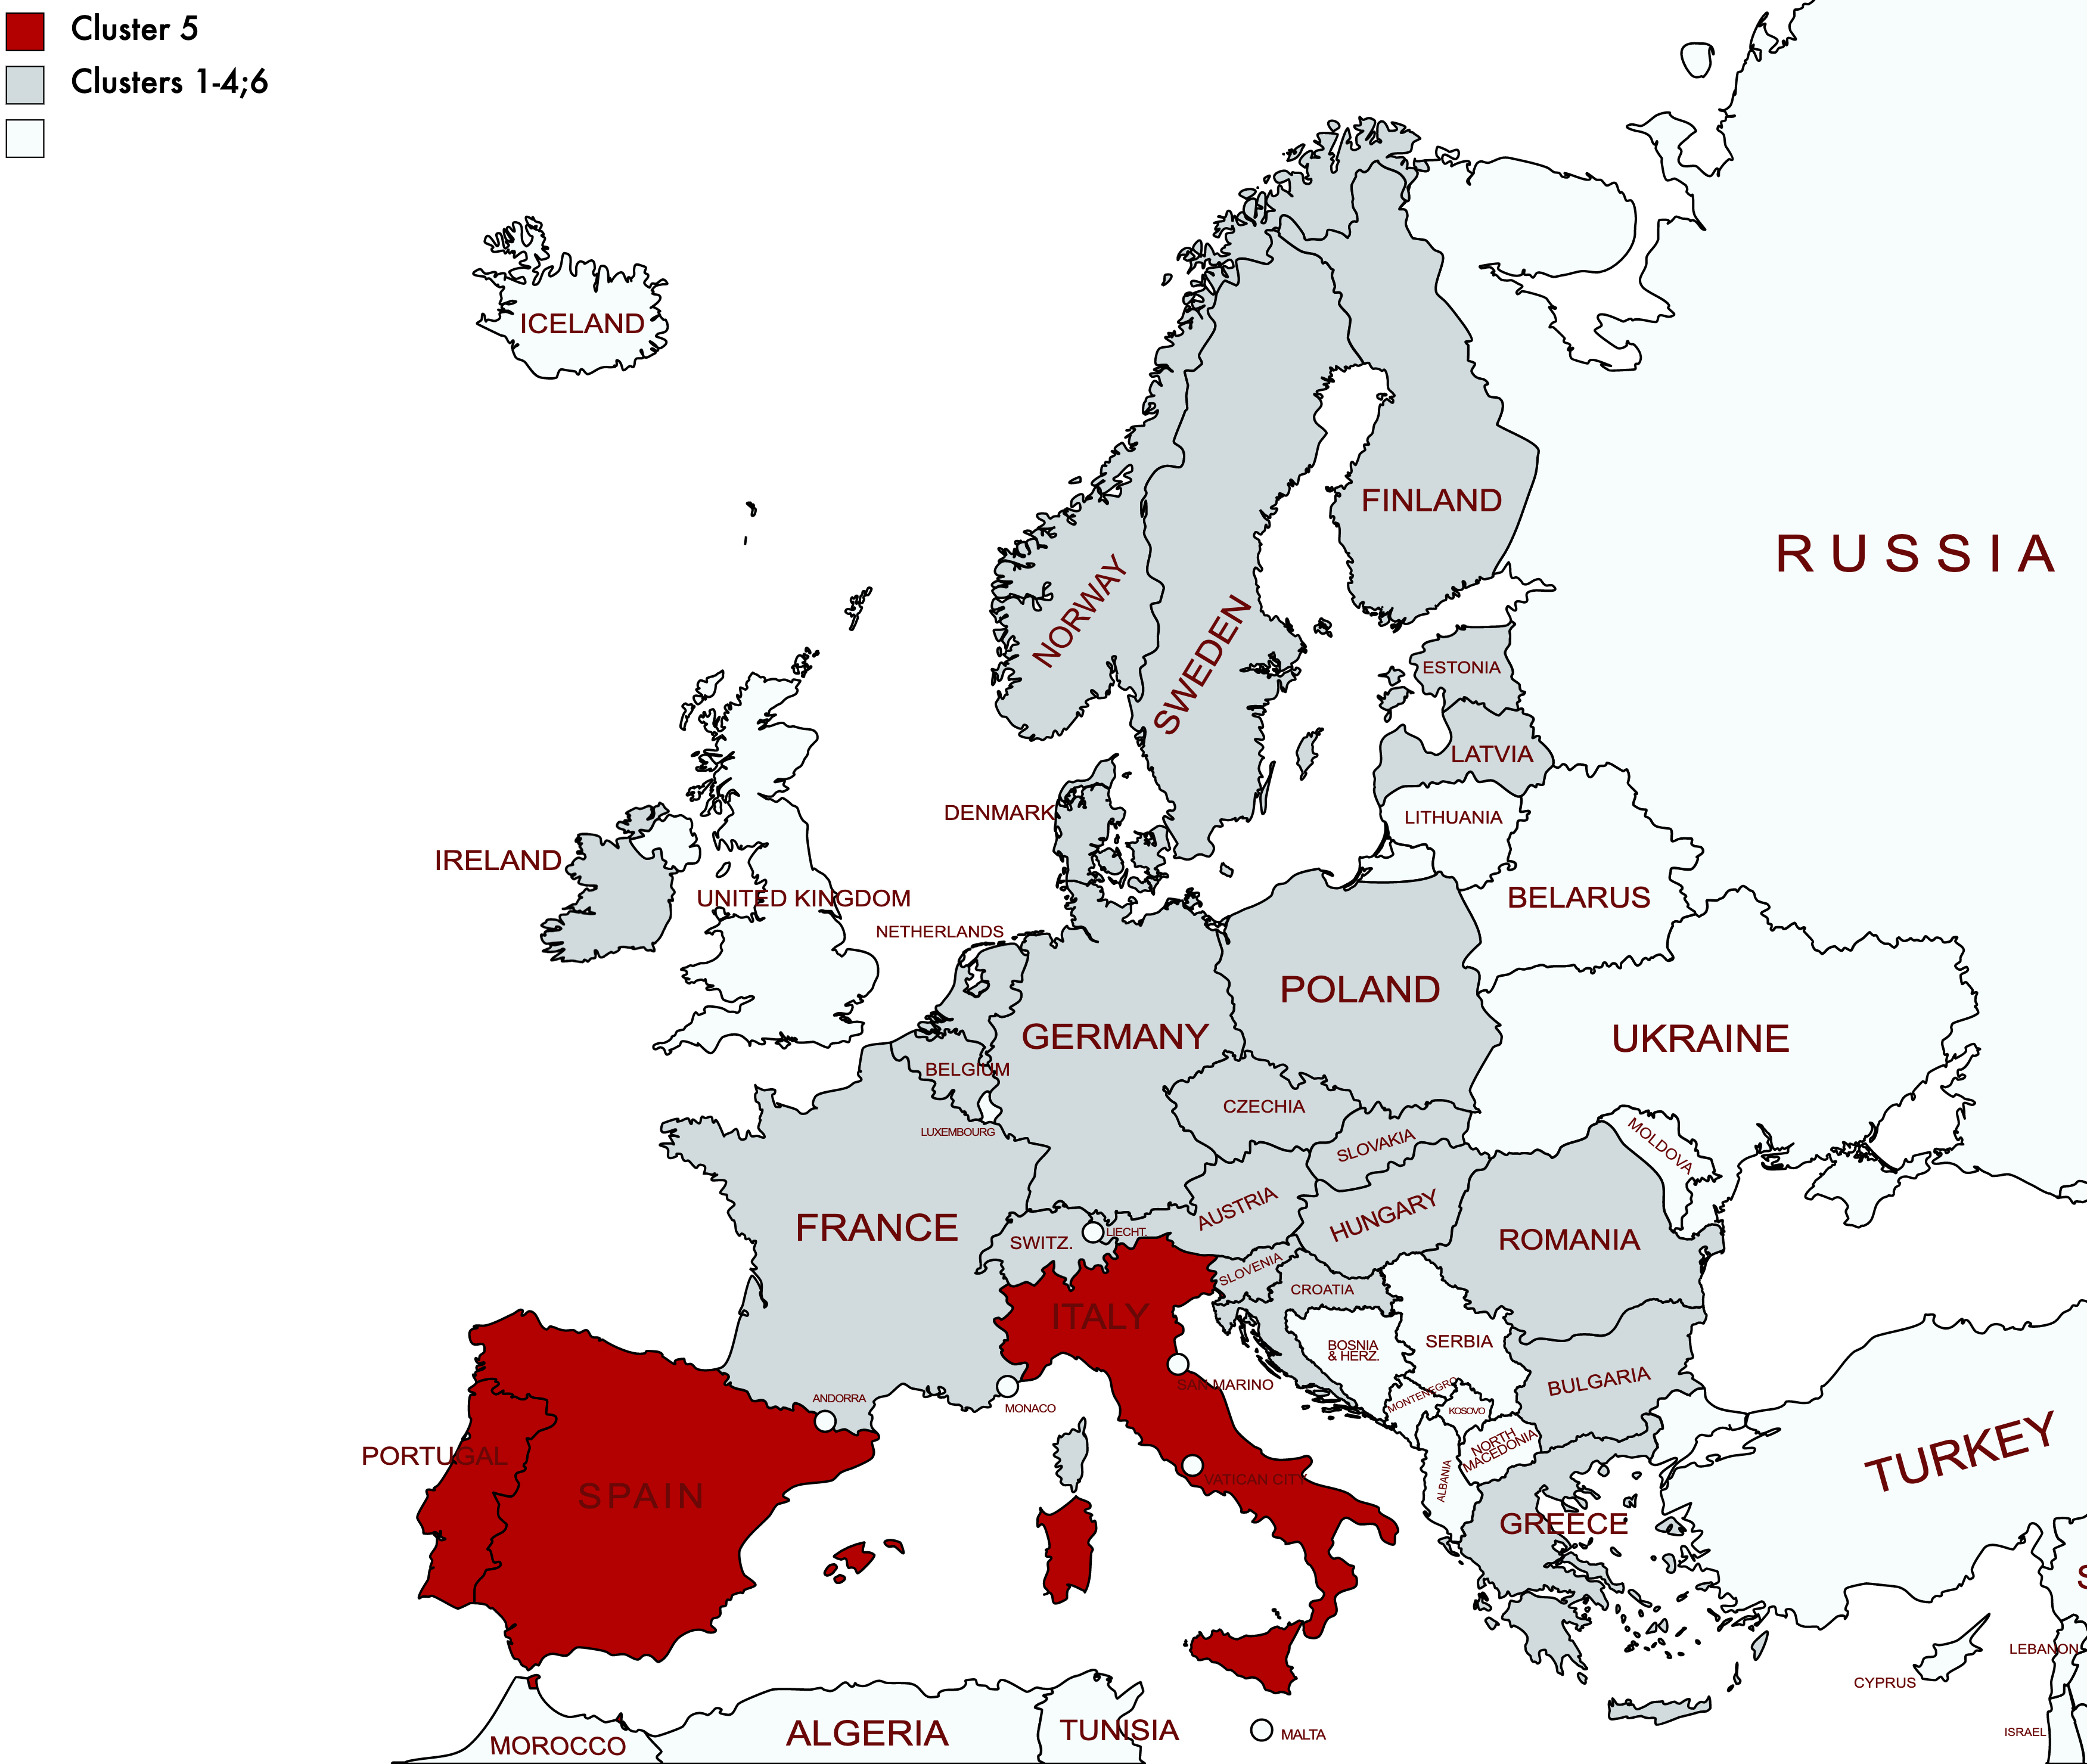 Cluster 5
Clusters 1-4;6
ICELAND
FINLAND
RUSSIA
NORWAY
SWEDEN
ESTONIA
LATVIA
DENMARK
LITHUANIA
IRELAND
UNITED KINGDOM
BELARUS
NETHERLANDS
POLAND
GERMANY
UKRAINE
BELGIUM
CZECHIA
LUXEMBOURG
SLOVAKIA
MOLDOVA
AUSTRIA
HUNGARY
FRANCE
SWITZ.
LIECHT.
ROMANIA
SLOVENIA
CROATIA
ITALY
BOSNIA
& HERZ.
SERBIA
SAN MARINO
MONTENEGRO
BULGARIA
ANDORRA
MONACO
KOSOVO
NORTH
MACEDONIA
TURKEY
PORTUGAL
SPAIN
VATICAN CITY
ALBANIA
GREECE
S
LEBANON
CYPRUS
ISRAEL
MOROCCO
ALGERIA
TUNISIA
MALTA